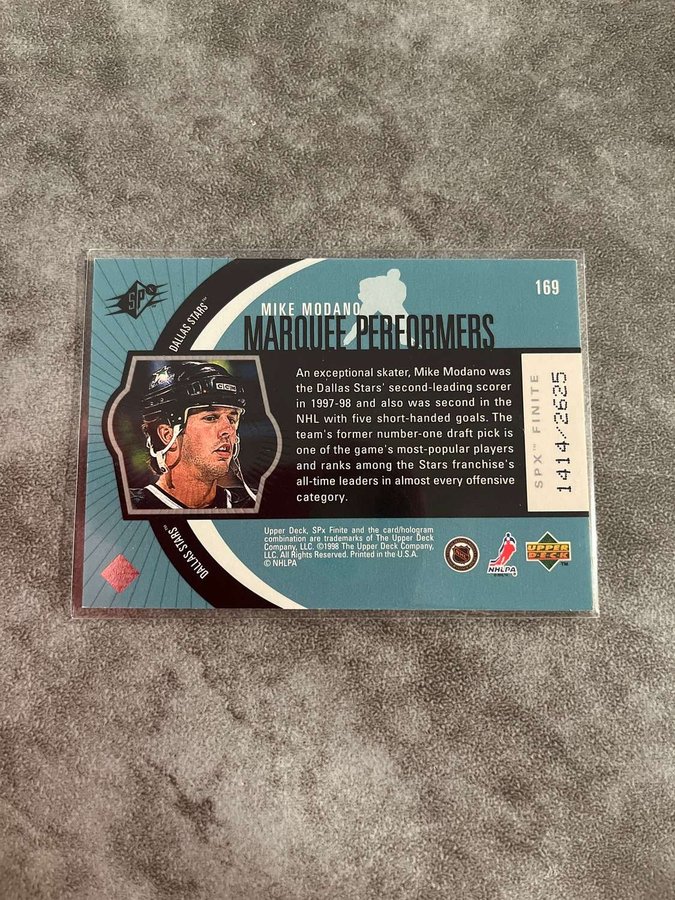 SPx
DALLAS STARS™
MIKE MODANO
MARQUEE PERFORMERS
169
An exceptional skater, Mike Modano was
the Dallas Stars' second-leading scorer
in 1997-98 and also was second in the
NHL with five short-handed goals. The
team's former number-one draft pick is
one of the game's most-popular players
and ranks among the Stars franchise's
all-time leaders in almost every offensive
category.
SPX™ FINITE
1414/2625
CCM
DALLAS STARS™
Upper Deck, SPx Finite and the card/hologram
combination are trademarks of The Upper Deck
Company, LLC. ©1998 The Upper Deck Company,
LLC. All Rights Reserved. Printed in the U.S.A.
© NHLPA
NHLPA
UPPER
DECK
™